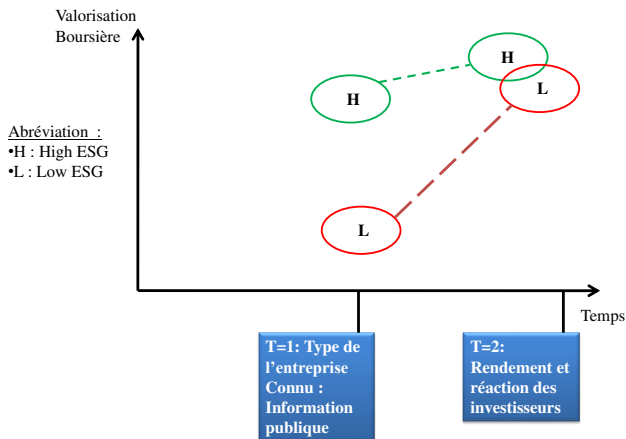 Valorisation
Boursière
H
H
L
Abréviation :
•H : High ESG
•L : Low ESG
L
Temps
T=1: Type de
l’entreprise
Connu :
Information
publique
T=2:
Rendement et
réaction des
investisseurs